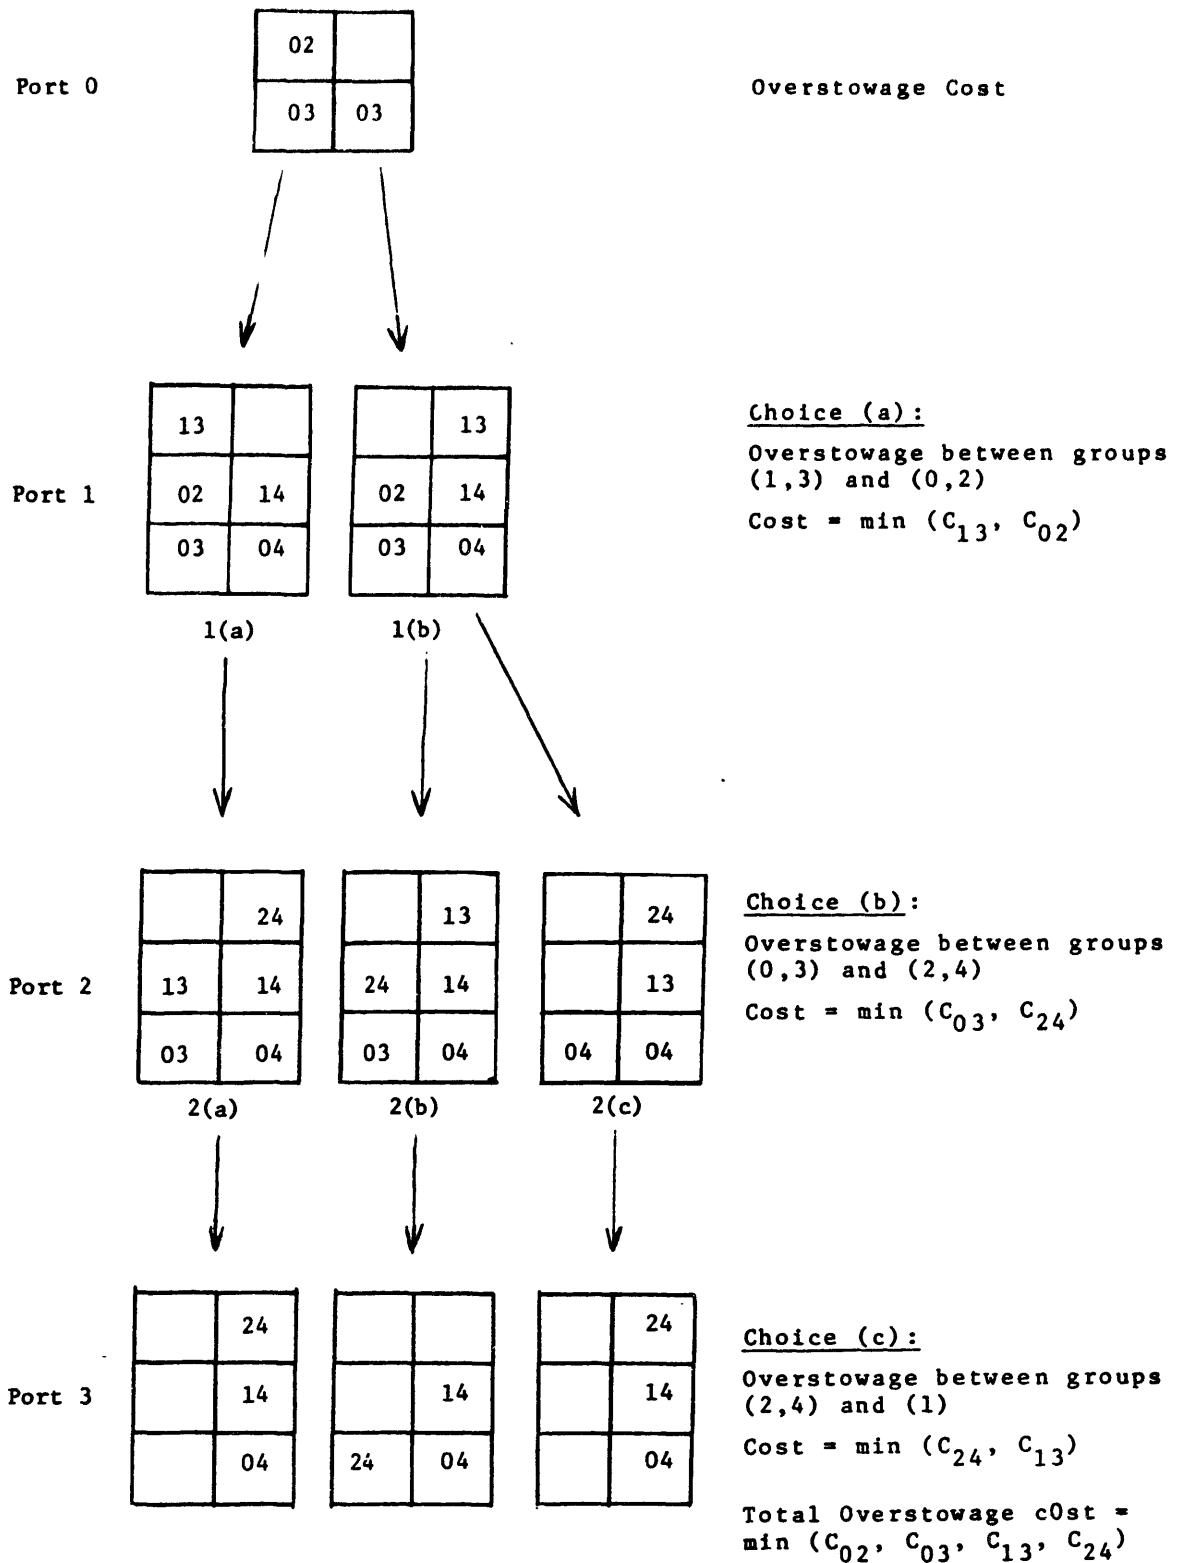 02
Port 0
Overstowage Cost
03 03
13 13
Choice (a):
Overstowage between groups
(1,3) and (0,2)
Port 1
02 14 02 14
Cost = min (C13, C02)
03 04 03 04
1(a) 1(b)
24 13 24
Choice (b):
Overstowage between groups
(0,3) and (2,4)
Port 2
13 14 24 14 13
Cost = min (C03, C24)
03 04 03 04 04 04
2(a) 2(b) 2(c)
24 24
Choice (c):
Overstowage between groups
(2,4) and (1)
Port 3
14 14 14
Cost = min (C24, C13)
04 24 04 04
Total Overstowage cOst =
min (C02, C03, C13, C24)